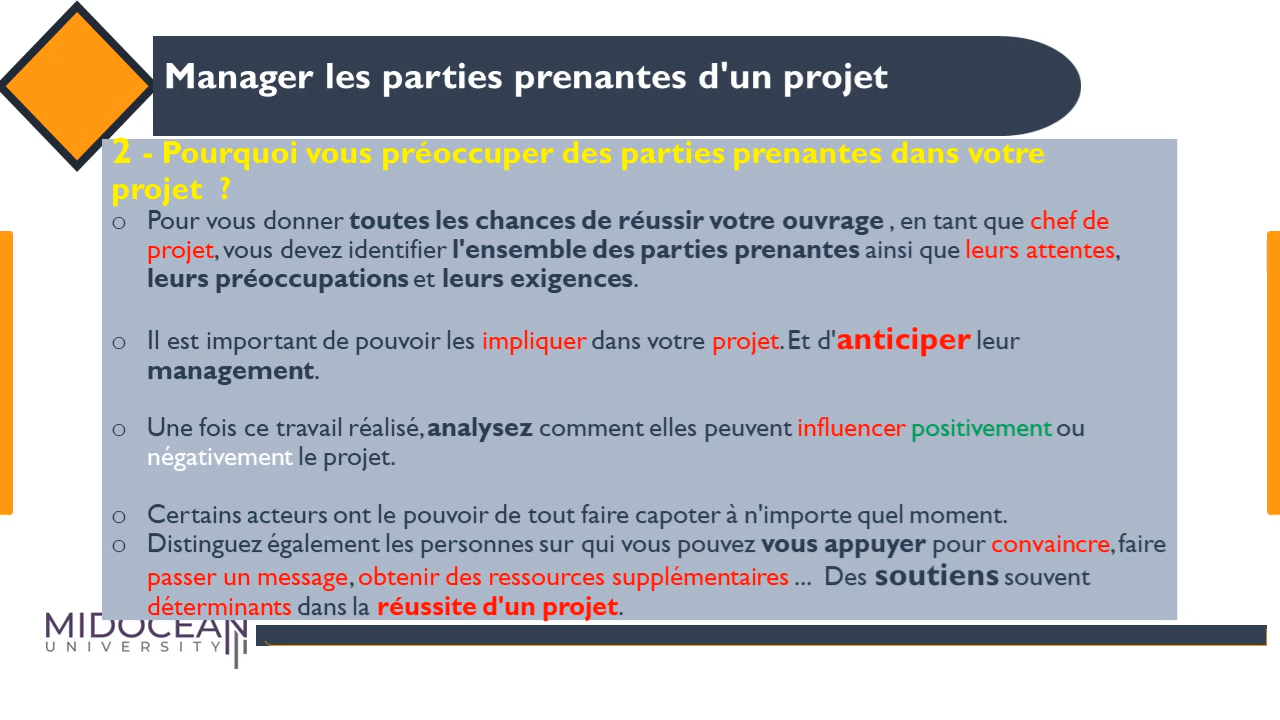 Manager les parties prenantes d'un projet
2 - Pourquoi vous préoccuper des parties prenantes dans votre
projet ?
o Pour vous donner toutes les chances de réussir votre ouvrage , en tant que chef de
projet, vous devez identifier l'ensemble des parties prenantes ainsi que leurs attentes,
leurs préoccupations et leurs exigences.
o Il est important de pouvoir les impliquer dans votre projet. Et d'anticiper leur
management.
o Une fois ce travail réalisé, analysez comment elles peuvent influencer positivement ou
négativement le projet.
o Certains acteurs ont le pouvoir de tout faire capoter à n'importe quel moment.
o Distinguez également les personnes sur qui vous pouvez vous appuyer pour convaincre, faire
passer un message, obtenir des ressources supplémentaires ... Des soutiens souvent
déterminants dans la réussite d'un projet.
MIDOCEAN
UNIVERSITY